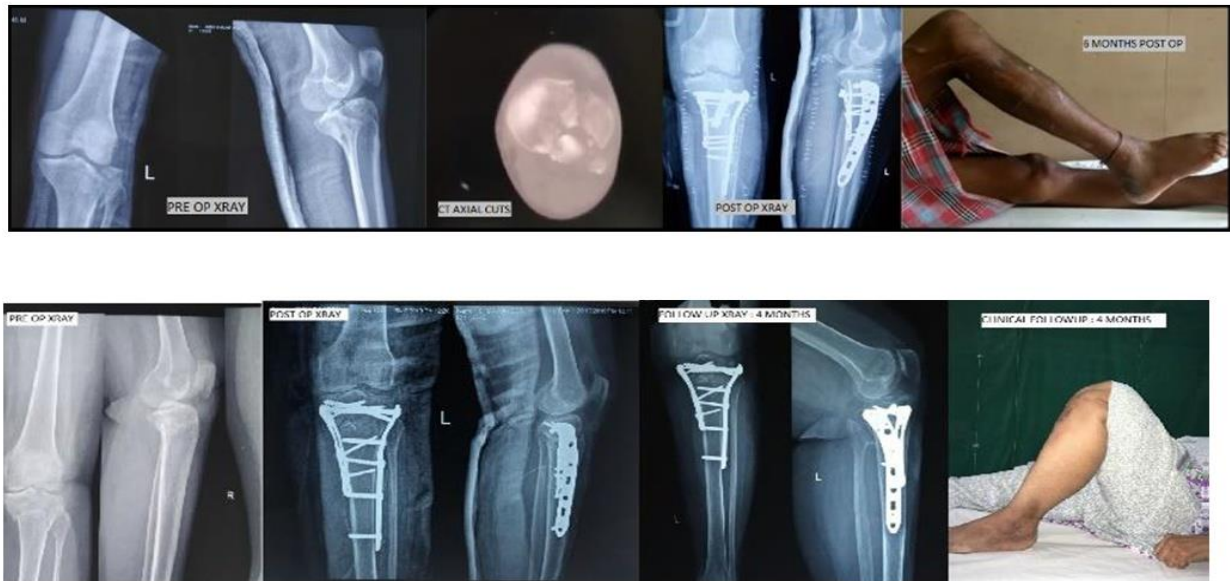 L
PRE OP XRAY
CT AXIAL CUTS
L
L
POST OP XRAY
6 MONTHS POST OP
PRE OP XRAY
R
POST OP XRAY
L
FOLLOW UP XRAY : 4 MONTHS
L
L
CLINICAL FOLLOWUP : 4 MONTHS